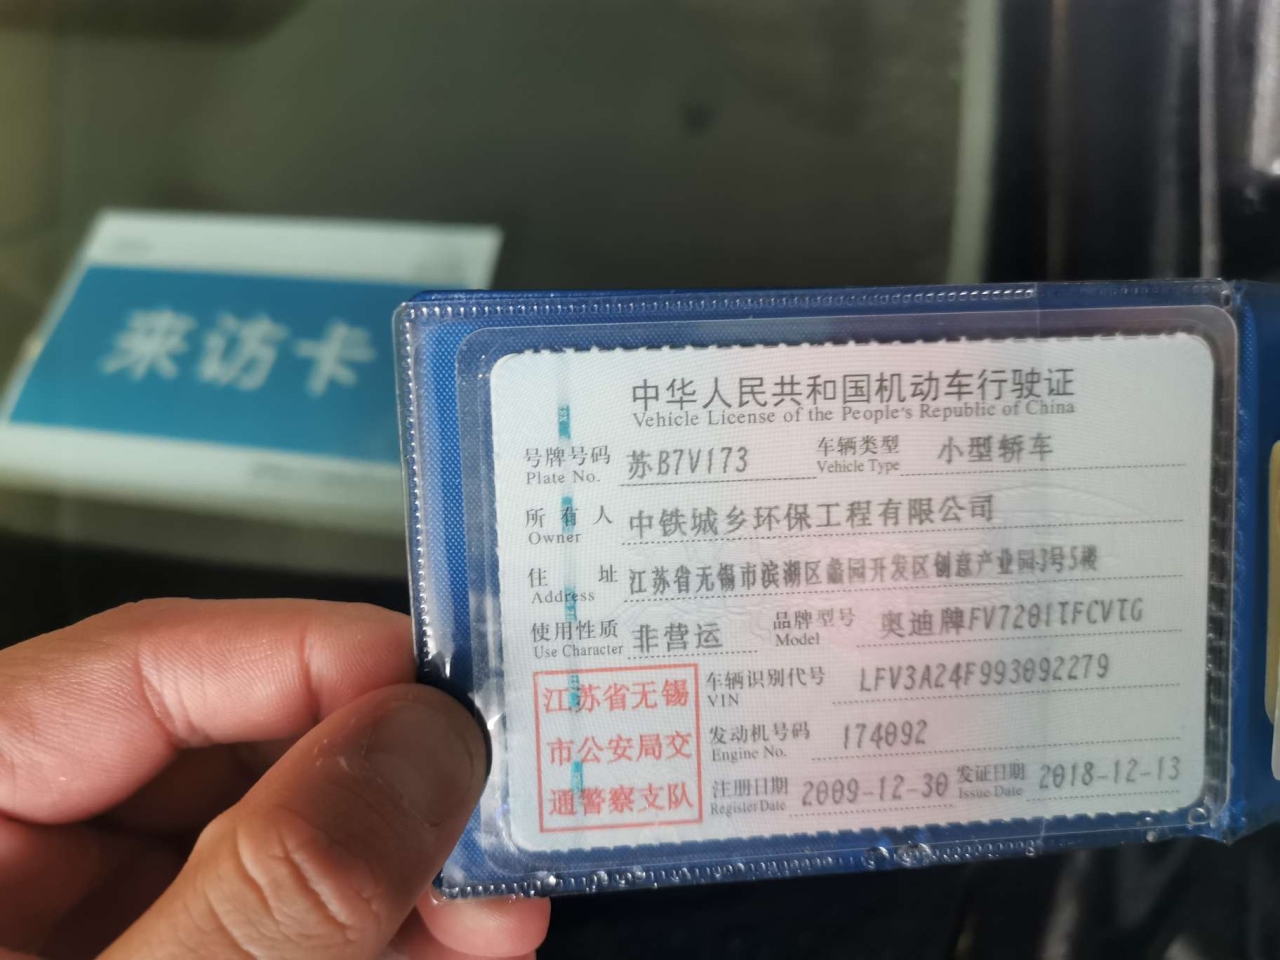 来访卡
中华人民共和国机动车行驶证
Vehicle License of the People's Republic of China
号牌号码 苏B7V173 车辆类型 小型轿车
Plate No. Vehicle Type
所有人 中铁城乡环保工程有限公司
Owner
住址 江苏省无锡市滨湖区蠡园开发区创意产业园3号5楼
Address
使用性质 非营运 品牌型号 奥迪牌FV7201TFCVTG
Use Character Model
江苏省无锡
市公安局交
通警察支队
车辆识别代号 LFV3A24F993092279
VIN
发动机号码 174092
Engine No.
注册日期 2009-12-30 发证日期 2018-12-13
Register Date Issue Date